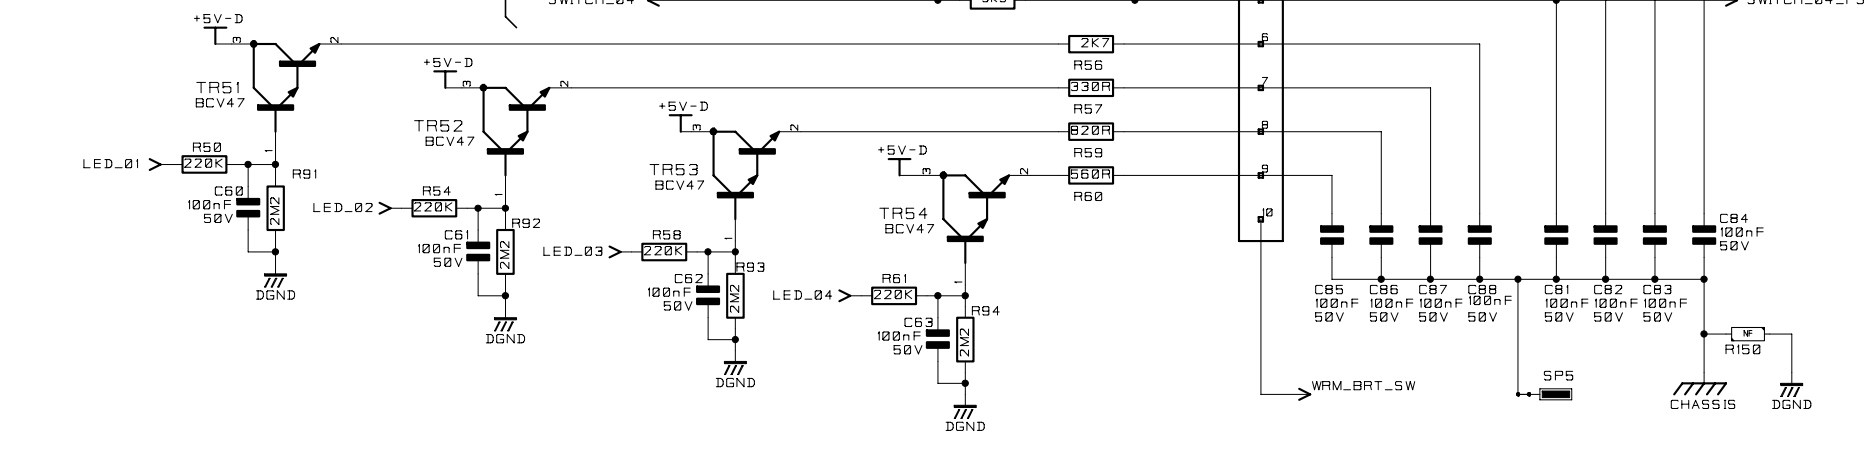 SWITCH_04
3K3
+5V-D
3
2
TR51
BCV47
1
LED_01
R50
220K
C60
100nF
50V
R91
2M2
DGND
+5V-D
3
2
TR52
BCV47
1
LED_02
R54
220K
C61
100nF
50V
R92
2M2
DGND
+5V-D
3
2
TR53
BCV47
1
LED_03
R58
220K
C62
100nF
50V
R93
2M2
DGND
+5V-D
3
2
TR54
BCV47
1
LED_04
R61
220K
C63
100nF
50V
R94
2M2
DGND
2K7
R56
330R
R57
820R
R59
560R
R60
6
7
8
9
10
WRM_BRT_SW
C85
100nF
50V
C86
100nF
50V
C87
100nF
50V
C88
100nF
50V
C81
100nF
50V
C82
100nF
50V
C83
100nF
50V
C84
100nF
50V
SP5
NF
R150
CHASSIS
DGND